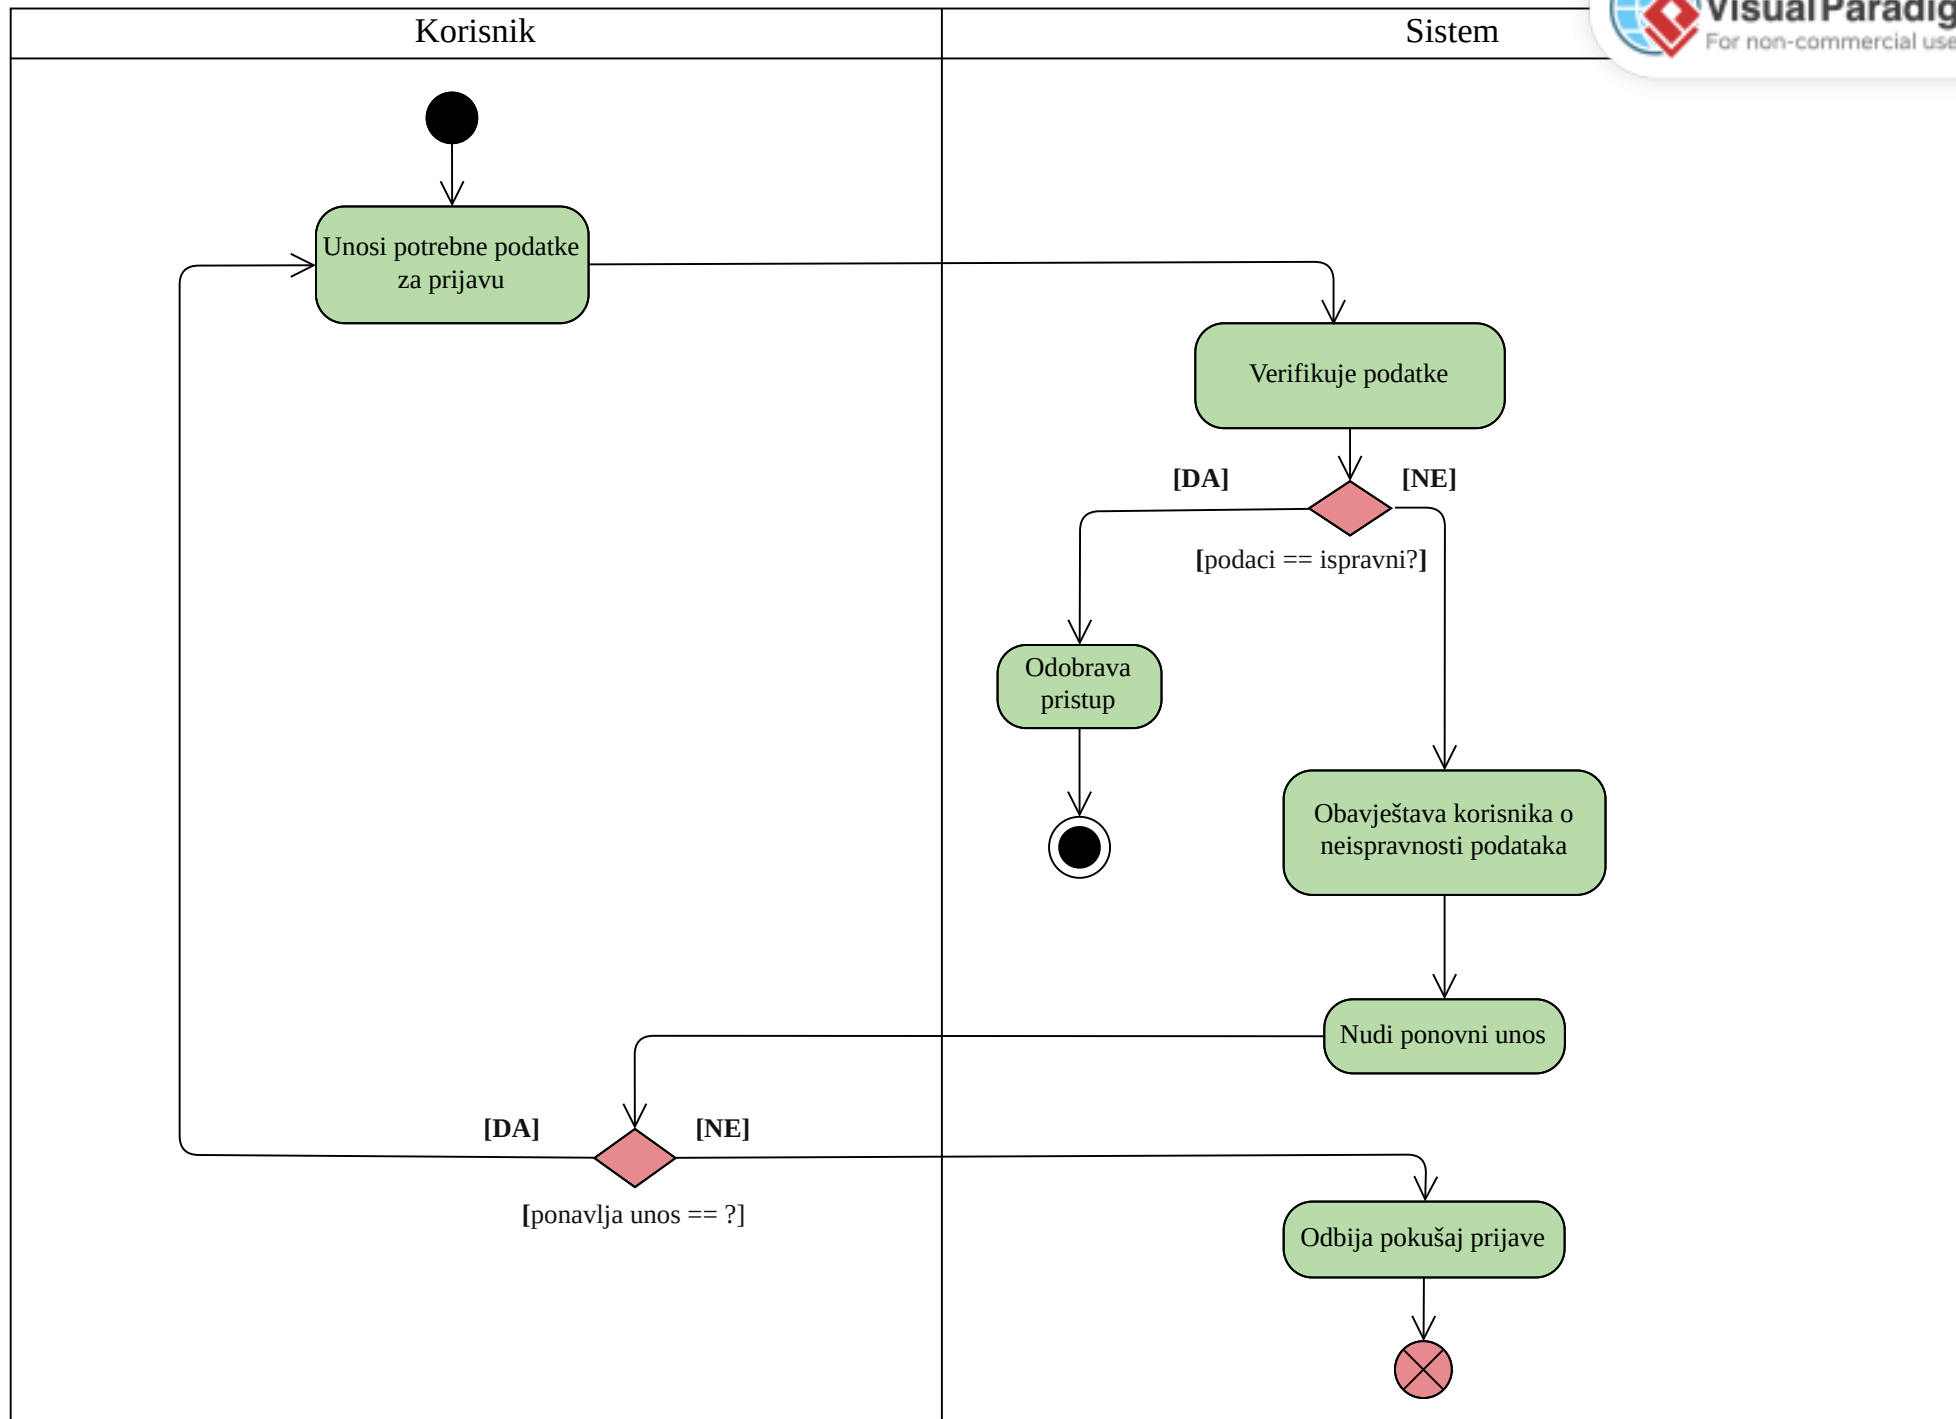 Korisnik
Sistem
Visual Paradig
For non-commercial use
Unosi potrebne podatke
za prijavu
Verifikuje podatke
[DA]
[NE]
[podaci == ispravni?]
Odobrava
pristup
Obavještava korisnika o
neispravnosti podataka
Nudi ponovni unos
[DA]
[NE]
[ponavlja unos == ?]
Odbija pokušaj prijave